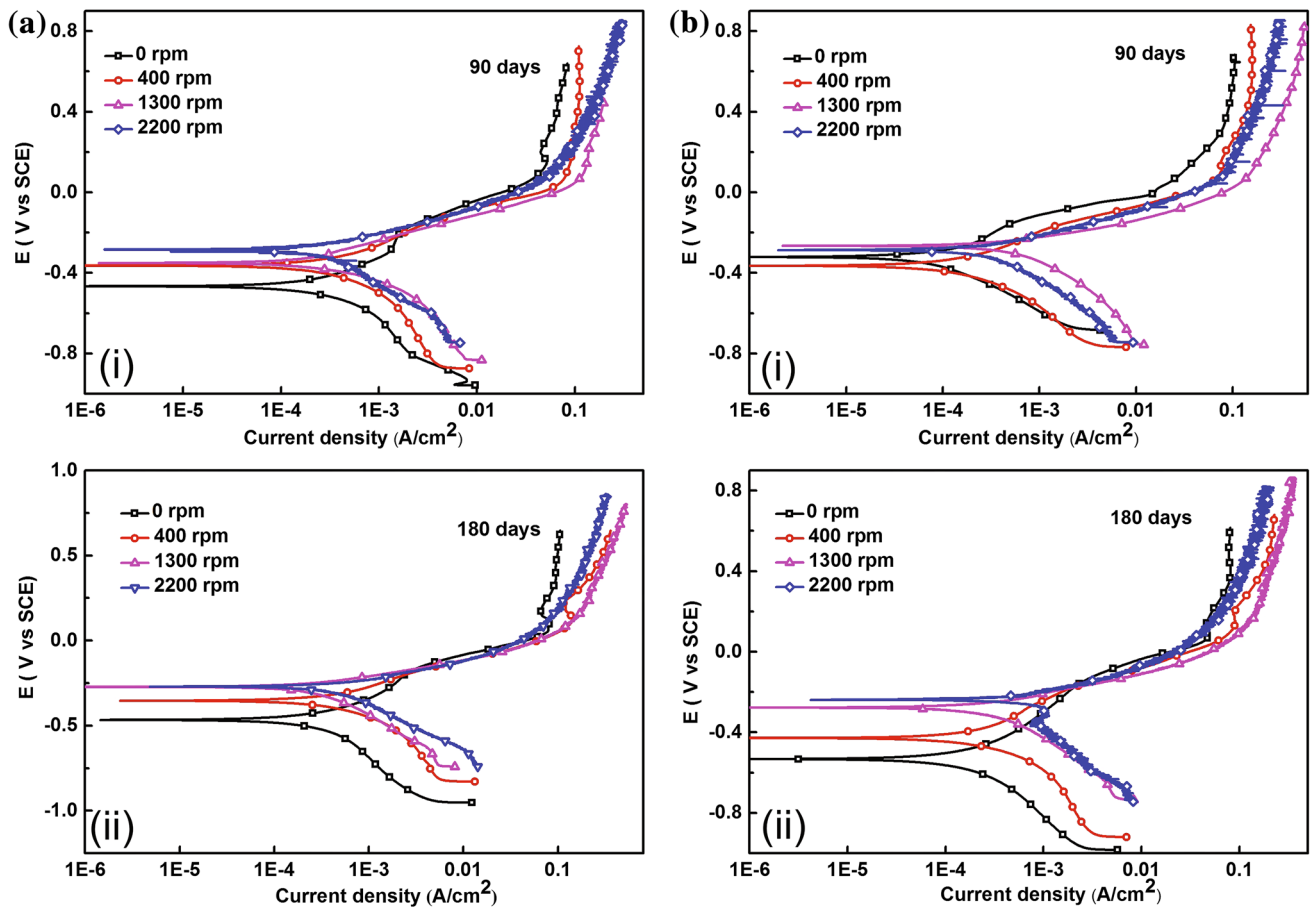 (a)
0 rpm
400 rpm
1300 rpm
2200 rpm
90 days
E ( V vs SCE)
0.8
0.4
0.0
-0.4
-0.8
(i)
1E-6 1E-5 1E-4 1E-3 0.01 0.1
Current density (A/cm²)
(b)
0 rpm
400 rpm
1300 rpm
2200 rpm
90 days
E ( V vs SCE)
0.8
0.4
0.0
-0.4
-0.8
(i)
1E-6 1E-5 1E-4 1E-3 0.01 0.1
Current density (A/cm²)
0 rpm
400 rpm
1300 rpm
2200 rpm
180 days
E ( V vs SCE)
1.0
0.5
0.0
-0.5
-1.0
(ii)
1E-6 1E-5 1E-4 1E-3 0.01 0.1
Current density (A/cm²)
0 rpm
400 rpm
1300 rpm
2200 rpm
180 days
E ( V vs SCE)
0.8
0.4
0.0
-0.4
-0.8
(ii)
1E-6 1E-5 1E-4 1E-3 0.01 0.1
Current density (A/cm²)